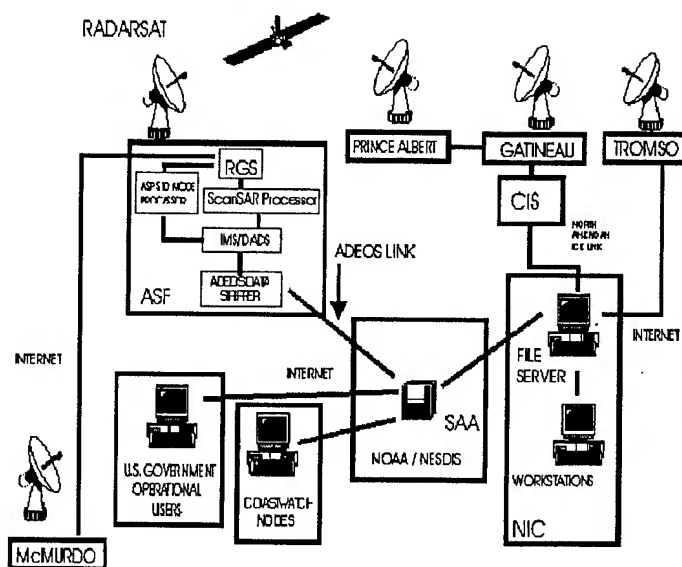 RADARSAT
PRINCE ALBERT
GATINEAU
TROMSO
RGS
ScanSAR Processor
PROCESSOR
IMS/DADS
CIS
NORTH
ICE LINK
ADEOS LINK
ASF
INTERNET
INTERNET
INTERNET
FILE
SERVER
SAA
U.S. GOVERNMENT
OPERATIONAL
USERS
COASTWATCH
NODES
NOAA / NESDIS
WORKSTATIONS
NIC
McMURDO